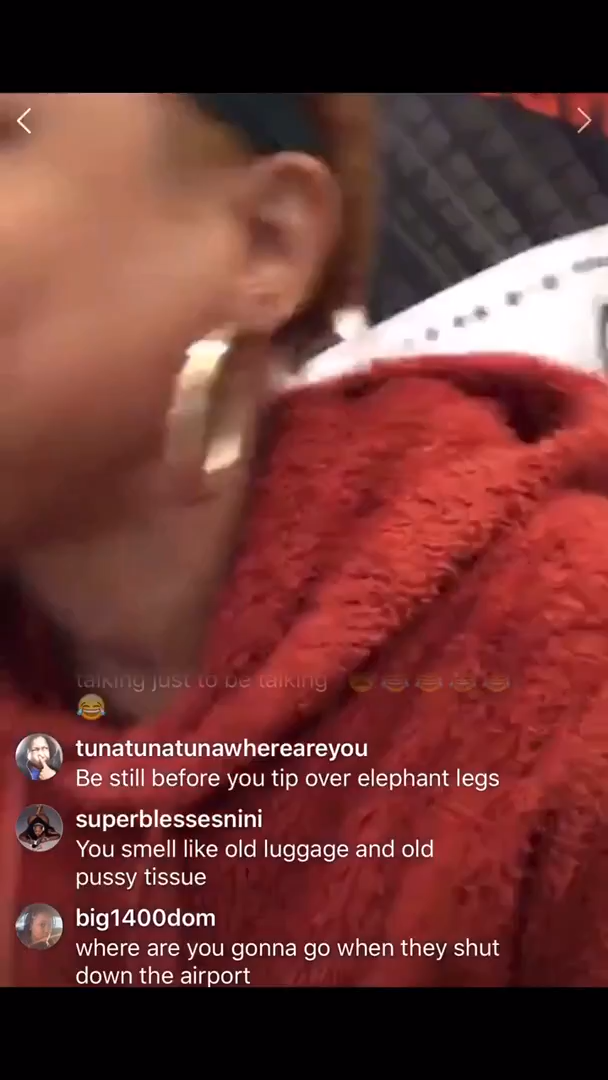 talking just to be talking 😂😂😂😂😂
😂
tunatunatunawhereareyou
Be still before you tip over elephant legs
superblessesnini
You smell like old luggage and old
pussy tissue
big1400dom
where are you gonna go when they shut
down the airport